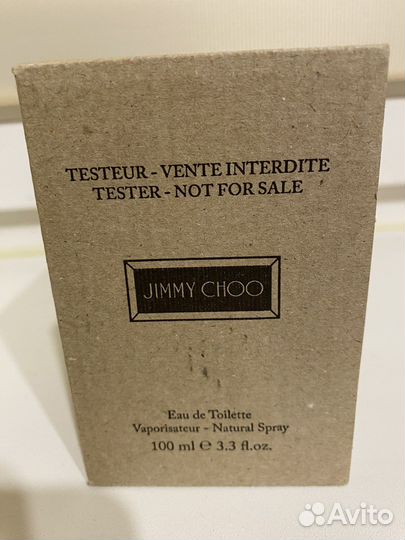 TESTEUR - VENTE INTERDITE
TESTER - NOT FOR SALE
JIMMY CHOO
Eau de Toilette
Vaporisateur - Natural Spray
100 ml ℮ 3.3 fl.oz.
Avito